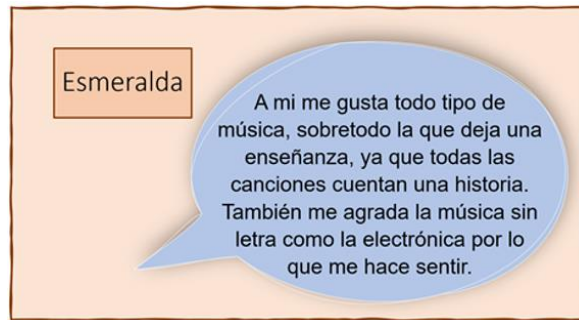 Esmeralda
A mi me gusta todo tipo de
música, sobretodo la que deja una
enseñanza, ya que todas las
canciones cuentan una historia.
También me agrada la música sin
letra como la electrónica por lo
que me hace sentir.